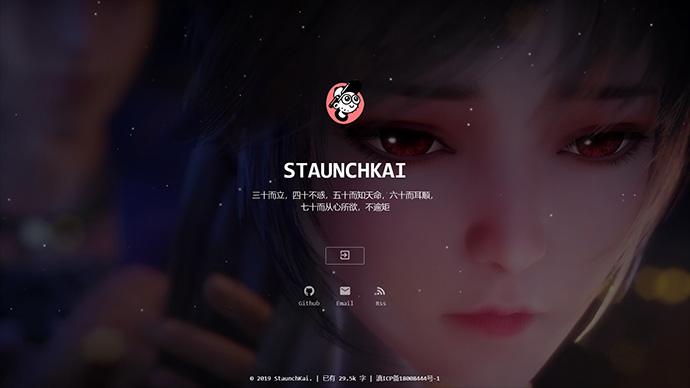 STAUNCHKAI
三十而立，四十不惑，五十而知天命，六十而耳顺，
七十而从心所欲，不逾矩
Github Email Rss
© 2019 StaunchKai. | 已有 29.5k 字 | 滇ICP备18008444号-1